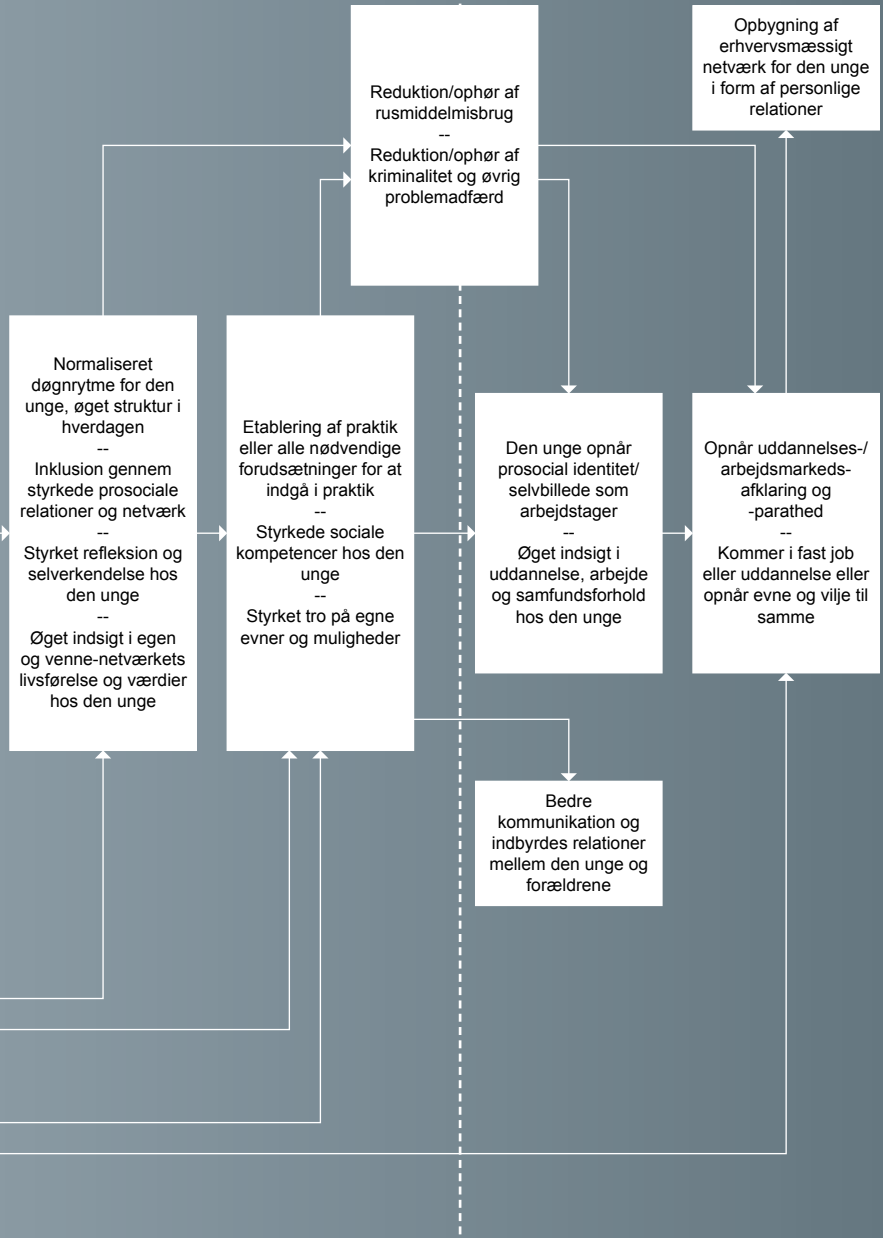 Reduktion/ophør af
rusmiddelmisbrug
--
Reduktion/ophør af
kriminalitet og øvrig
problemadfærd
Opbygning af
erhvervsmæssigt
netværk for den unge
i form af personlige
relationer
Normaliseret
døgnrytme for den
unge, øget struktur i
hverdagen
--
Inklusion gennem
styrkede prosociale
relationer og netværk
--
Styrket refleksion og
selverkendelse hos
den unge
--
Øget indsigt i egen
og venne-netværkets
livsførelse og værdier
hos den unge
Etablering af praktik
eller alle nødvendige
forudsætninger for at
indgå i praktik
--
Styrkede sociale
kompetencer hos den
unge
--
Styrket tro på egne
evner og muligheder
Den unge opnår
prosocial identitet/
selvbillede som
arbejdstager
--
Øget indsigt i
uddannelse, arbejde
og samfundsforhold
hos den unge
Opnår uddannelses-/
arbejdsmarkeds-
afklaring og
-parathed
--
Kommer i fast job
eller uddannelse eller
opnår evne og vilje til
samme
Bedre
kommunikation og
indbyrdes relationer
mellem den unge og
forældrene